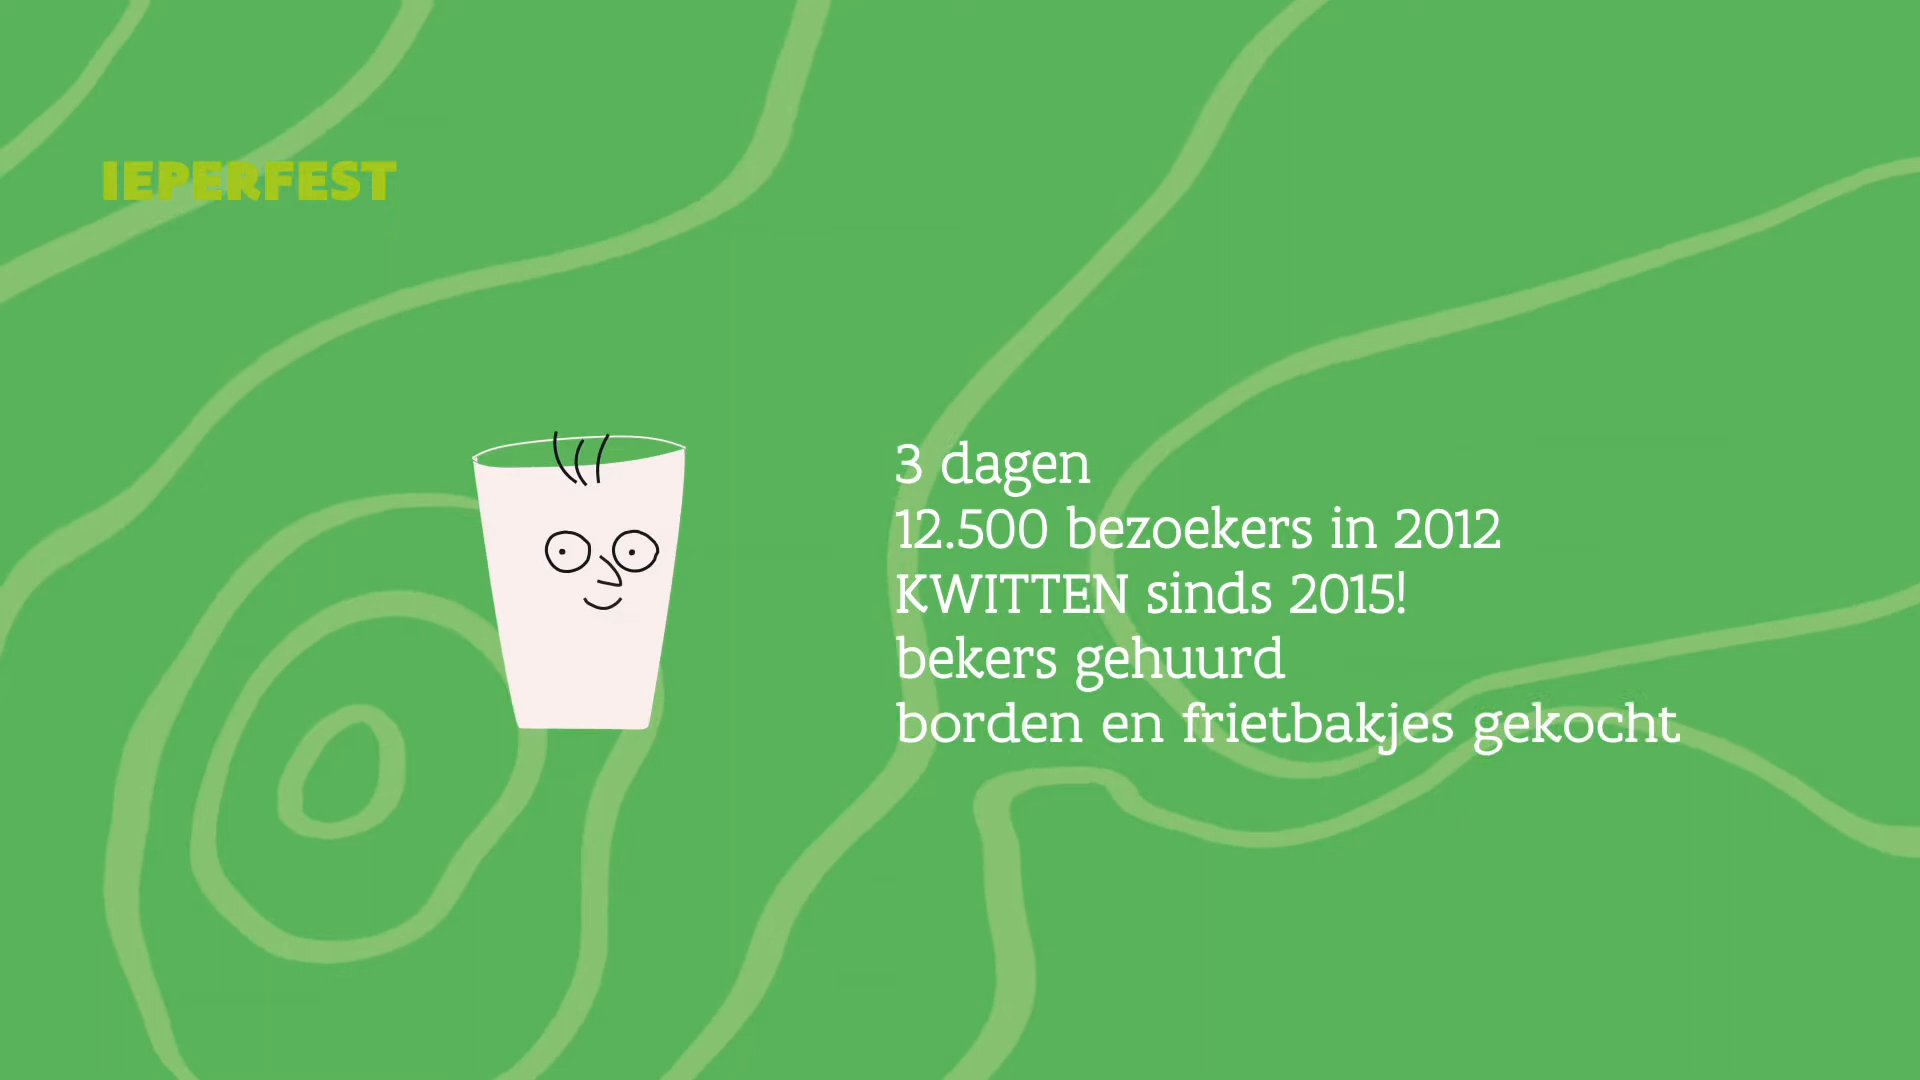 IEPERFEST
3 dagen
12.500 bezoekers in 2012
KWITTEN sinds 2015!
bekers gehuurd
borden en frietbakjes gekocht